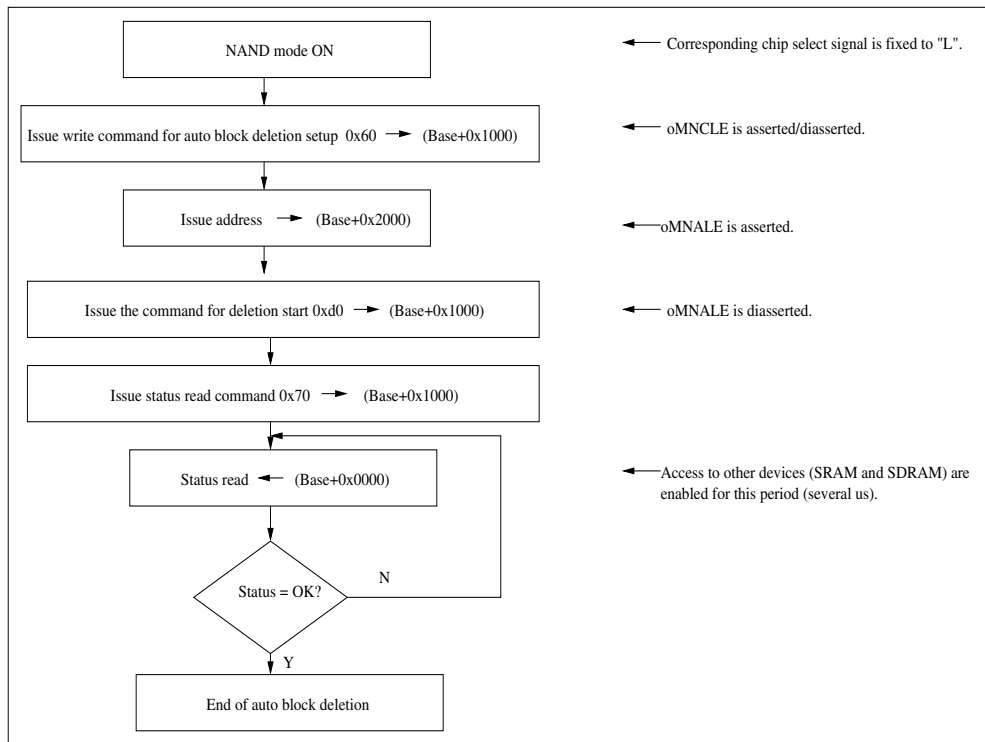 NAND mode ON
Corresponding chip select signal is fixed to "L".
Issue write command for auto block deletion setup 0x60 → (Base+0x1000)
oMNCLE is asserted/diasserted.
Issue address → (Base+0x2000)
oMNALE is asserted.
Issue the command for deletion start 0xd0 → (Base+0x1000)
oMNALE is diasserted.
Issue status read command 0x70 → (Base+0x1000)
Status read ← (Base+0x0000)
Access to other devices (SRAM and SDRAM) are
enabled for this period (several us).
Status = OK?
N
Y
End of auto block deletion